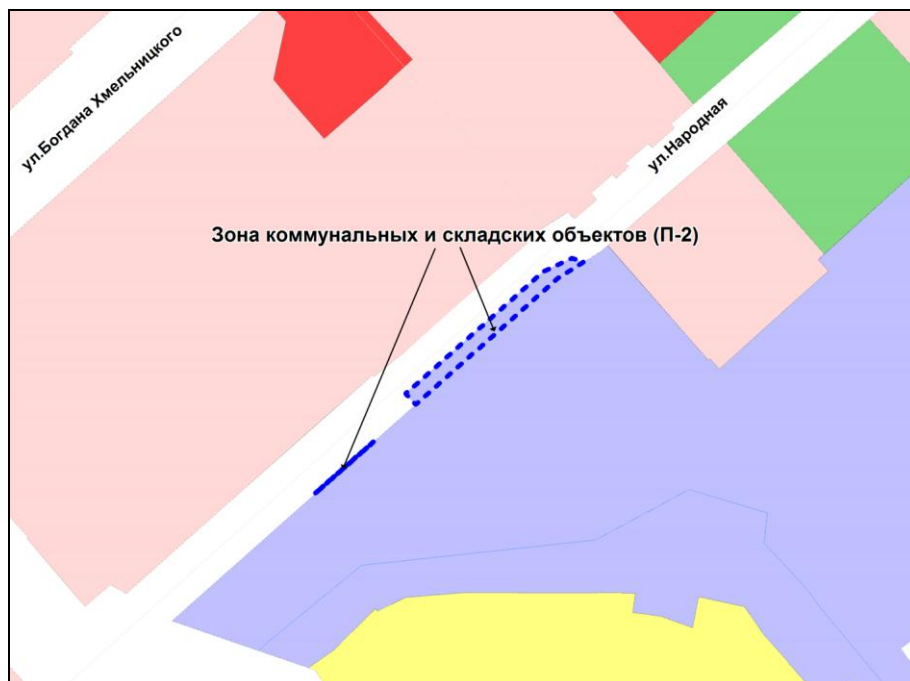 ул.Богдана Хмельницкого
ул.Народная
Зона коммунальных и складских объектов (П-2)